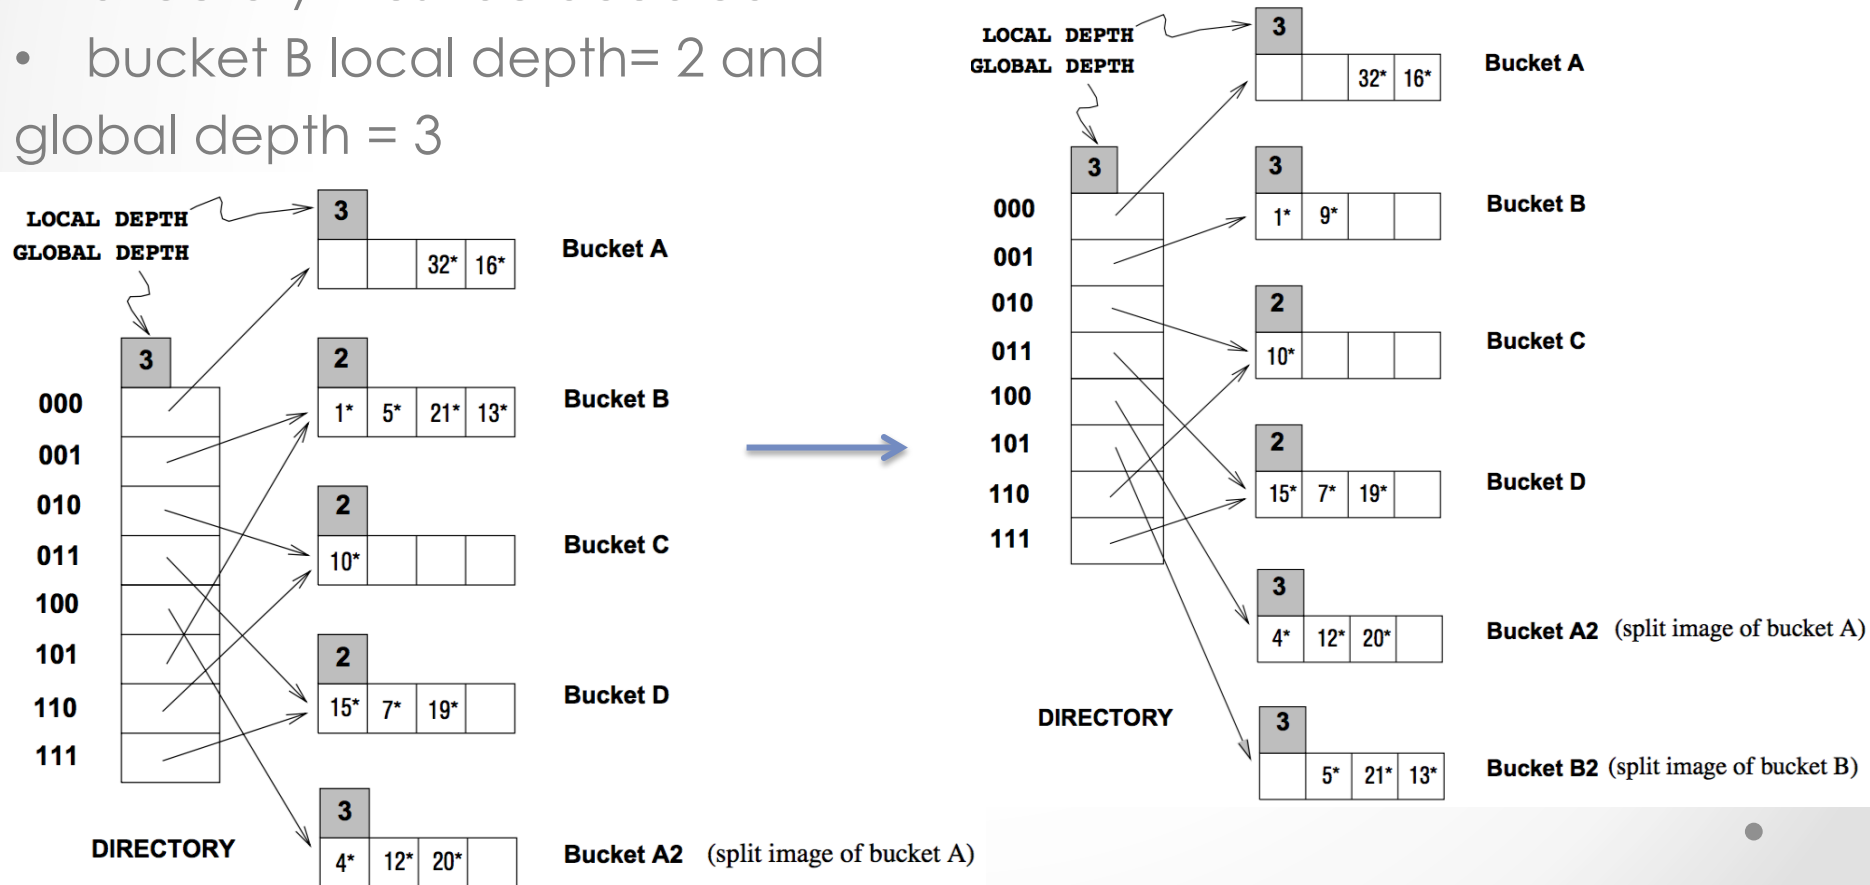 • bucket B local depth= 2 and
global depth = 3
LOCAL DEPTH
GLOBAL DEPTH
3
32* 16*
Bucket A
3
000
001
010
011
100
101
110
111
2
1* 5* 21* 13*
Bucket B
2
10*
Bucket C
2
15* 7* 19*
Bucket D
3
4* 12* 20*
Bucket A2 (split image of bucket A)
DIRECTORY
LOCAL DEPTH
GLOBAL DEPTH
3
32* 16*
Bucket A
3
000
001
010
011
100
101
110
111
3
1* 9*
Bucket B
2
10*
Bucket C
2
15* 7* 19*
Bucket D
3
4* 12* 20*
Bucket A2 (split image of bucket A)
DIRECTORY
3
5* 21* 13*
Bucket B2 (split image of bucket B)